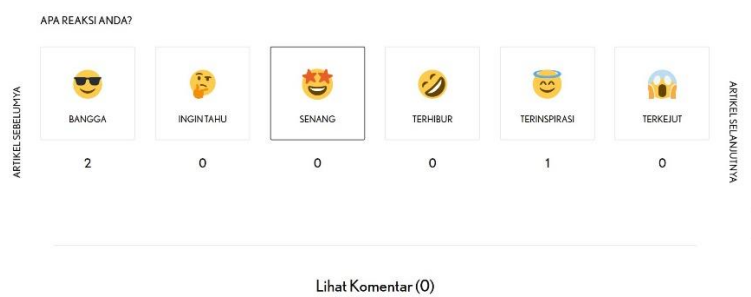 APA REAKSI ANDA?
ARTIKEL SEBELUMYA
BANGGA
INGIN TAHU
SENANG
TERHIBUR
TERINSPIRASI
TERKEJUT
2
0
0
0
1
0
ARTIKEL SELANJUTNYA
Lihat Komentar (0)